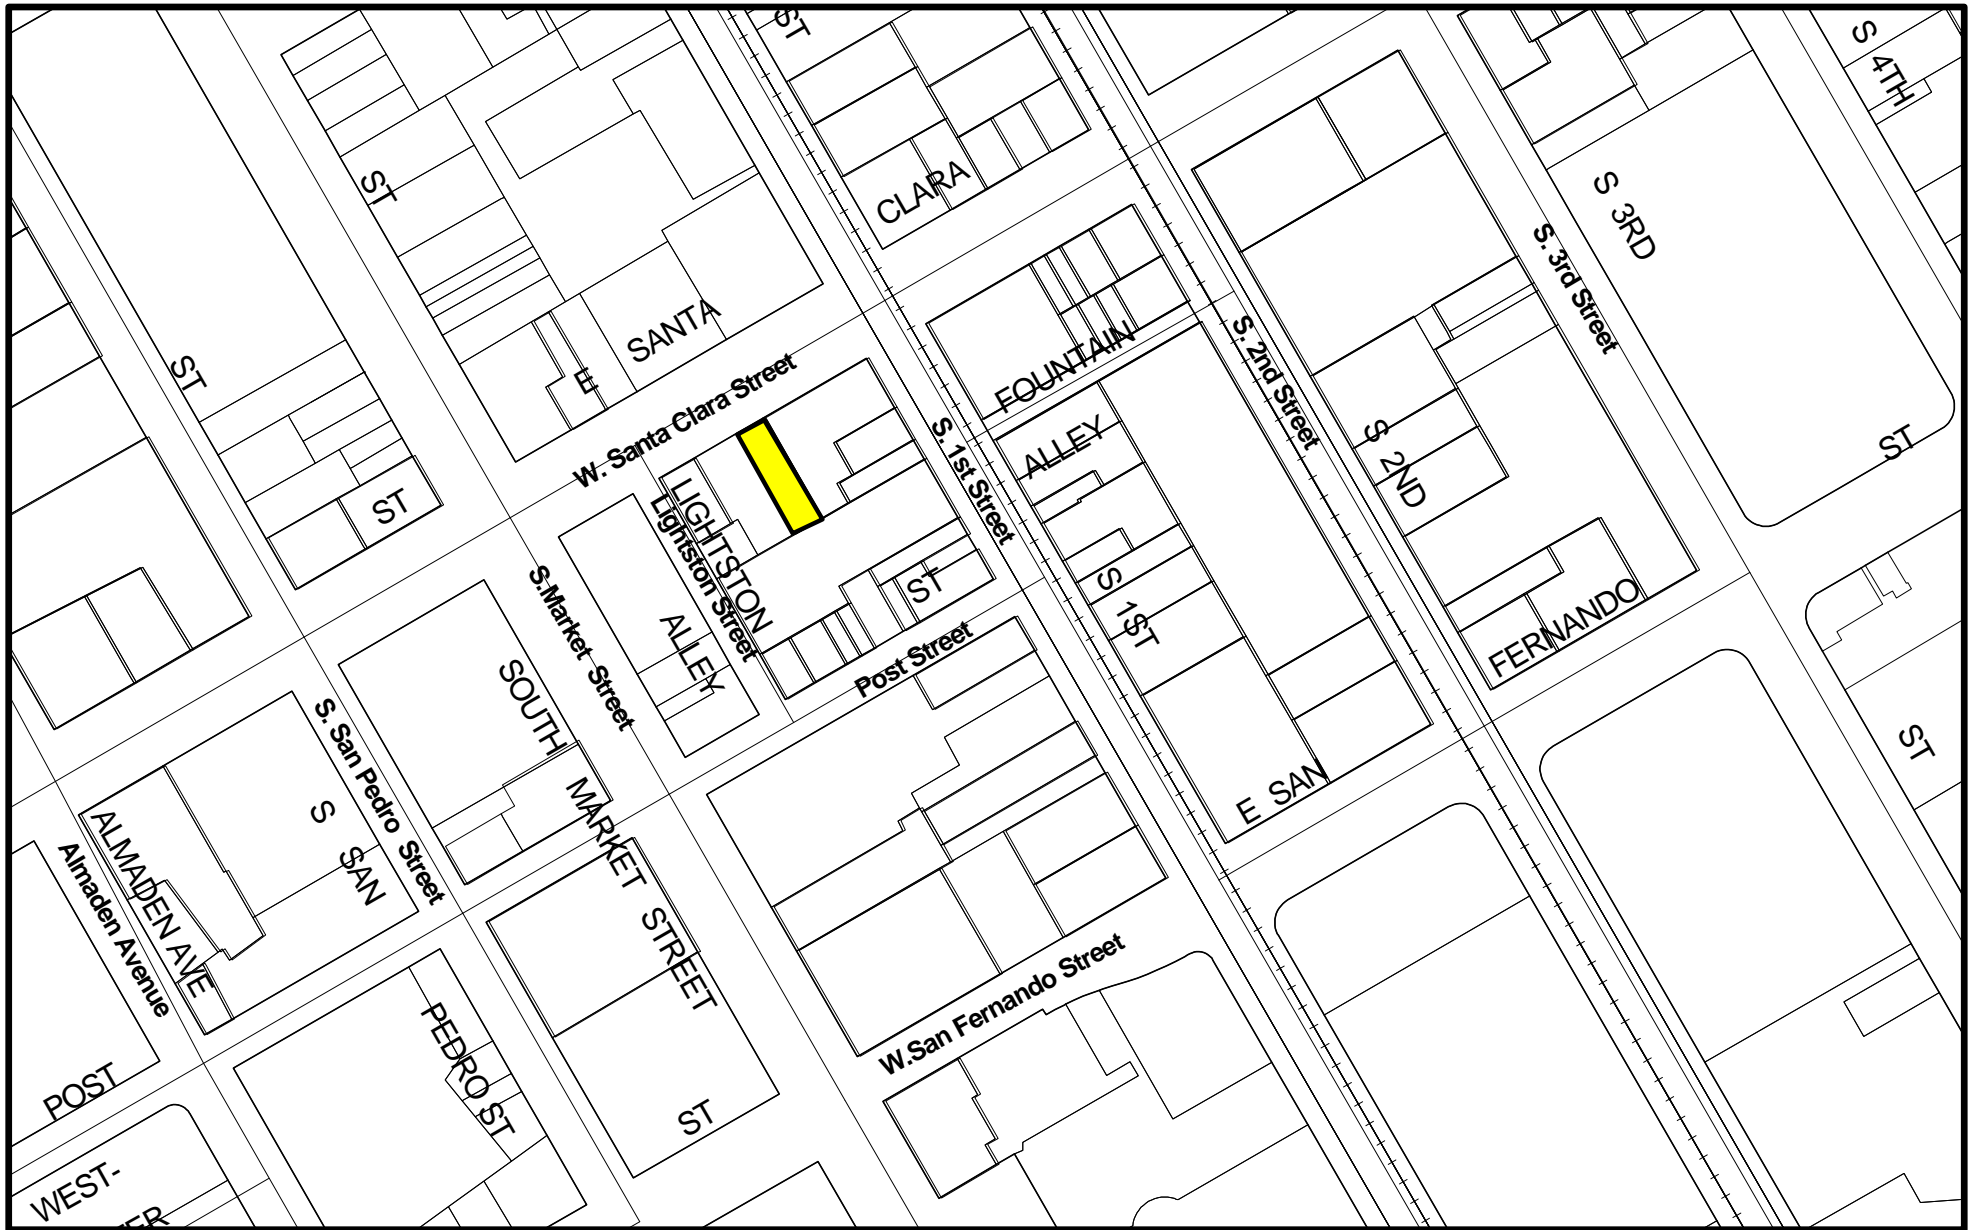 ST
S 4TH
ST
CLARA
S 3RD
S. 3rd Street
SANTA
E
ST
W. Santa Clara Street
FOUNTAIN
S. 2nd Street
ALLEY
S. 1st Street
S 2ND
ST
ST
LIGHTSTON
Lightston Street
ALLEY
S.Market Street
ST
S 1ST
FERNANDO
Post Street
SOUTH
MARKET STREET
S. San Pedro Street
S SAN
E SAN
ST
ALMADEN AVE
Almaden Avenue
W.San Fernando Street
PEDRO ST
POST
ST
WEST-